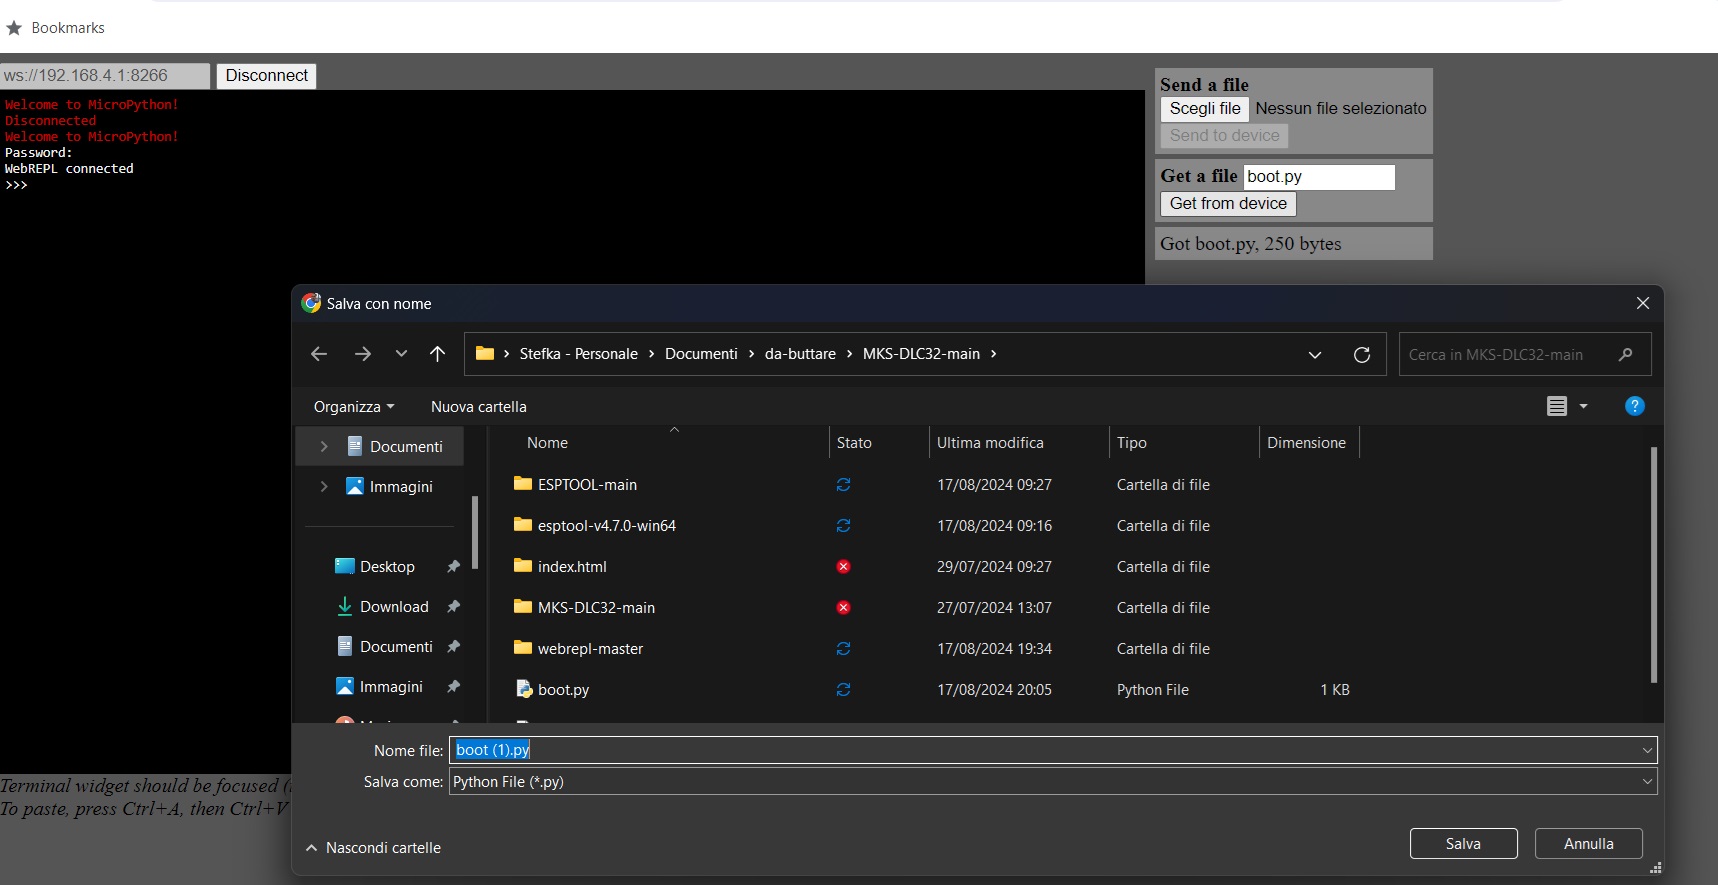 Bookmarks
ws://192.168.4.1:8266 Disconnect
Welcome to MicroPython!
Disconnected
Welcome to MicroPython!
Password:
WebREPL connected
>>>
Send a file
Scegli file Nessun file selezionato
Send to device
Get a file boot.py
Get from device
Got boot.py, 250 bytes
Salva con nome
Stefka - Personale › Documenti › da-buttare › MKS-DLC32-main ›
Cerca in MKS-DLC32-main
Organizza Nuova cartella
Documenti
Immagini
Desktop
Download
Documenti
Immagini
Nome Stato Ultima modifica Tipo Dimensione
ESPTOOL-main 17/08/2024 09:27 Cartella di file
esptool-v4.7.0-win64 17/08/2024 09:16 Cartella di file
index.html 29/07/2024 09:27 Cartella di file
MKS-DLC32-main 27/07/2024 13:07 Cartella di file
webrepl-master 17/08/2024 19:34 Cartella di file
boot.py 17/08/2024 20:05 Python File 1 KB
Nome file: boot (1).py
Salva come: Python File (*.py)
Nascondi cartelle
Salva Annulla
Terminal widget should be focused
To paste, press Ctrl+A, then Ctrl+V